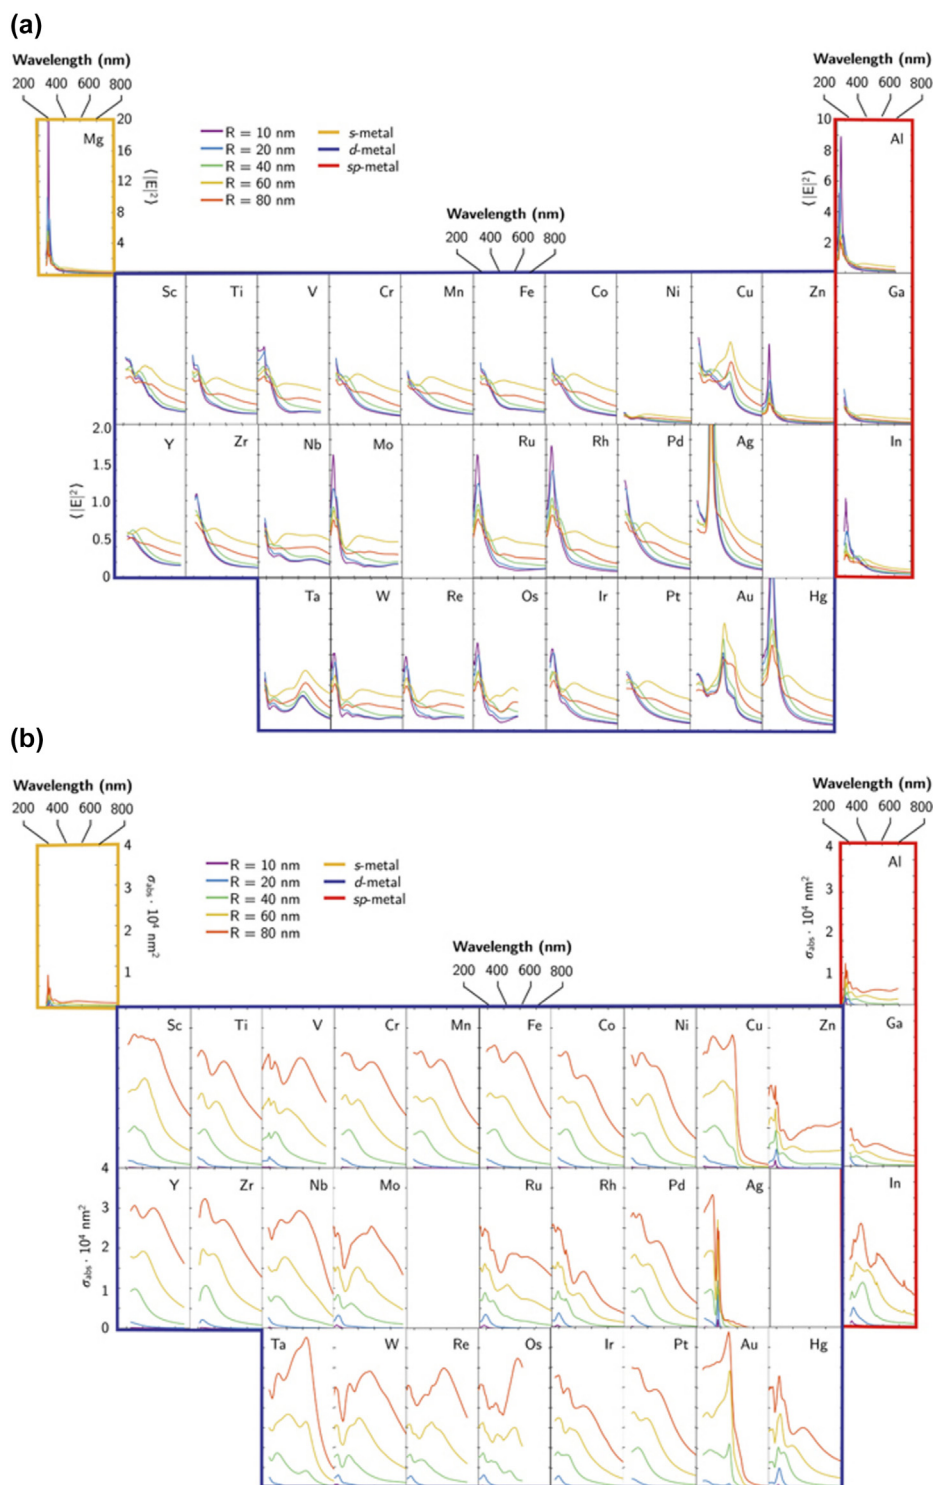 (a)
Wavelength (nm)
200 400 600 800
Wavelength (nm)
200 400 600 800
20
16
12
8
4
Mg
⟨|E|²⟩
R = 10 nm
R = 20 nm
R = 40 nm
R = 60 nm
R = 80 nm
s-metal
d-metal
sp-metal
10
8
6
4
2
⟨|E|²⟩
Al
Wavelength (nm)
200 400 600 800
Sc Ti V Cr Mn Fe Co Ni Cu Zn Ga
2.0
1.5
1.0
0.5
0
⟨|E|²⟩
Y Zr Nb Mo Ru Rh Pd Ag In
Ta W Re Os Ir Pt Au Hg
(b)
Wavelength (nm)
200 400 600 800
Wavelength (nm)
200 400 600 800
4
3
2
1
σabs · 10⁴ nm²
R = 10 nm
R = 20 nm
R = 40 nm
R = 60 nm
R = 80 nm
s-metal
d-metal
sp-metal
4
3
2
1
σabs · 10⁴ nm²
Al
Wavelength (nm)
200 400 600 800
Sc Ti V Cr Mn Fe Co Ni Cu Zn Ga
4
3
2
1
0
σabs · 10⁴ nm²
Y Zr Nb Mo Ru Rh Pd Ag In
Ta W Re Os Ir Pt Au Hg